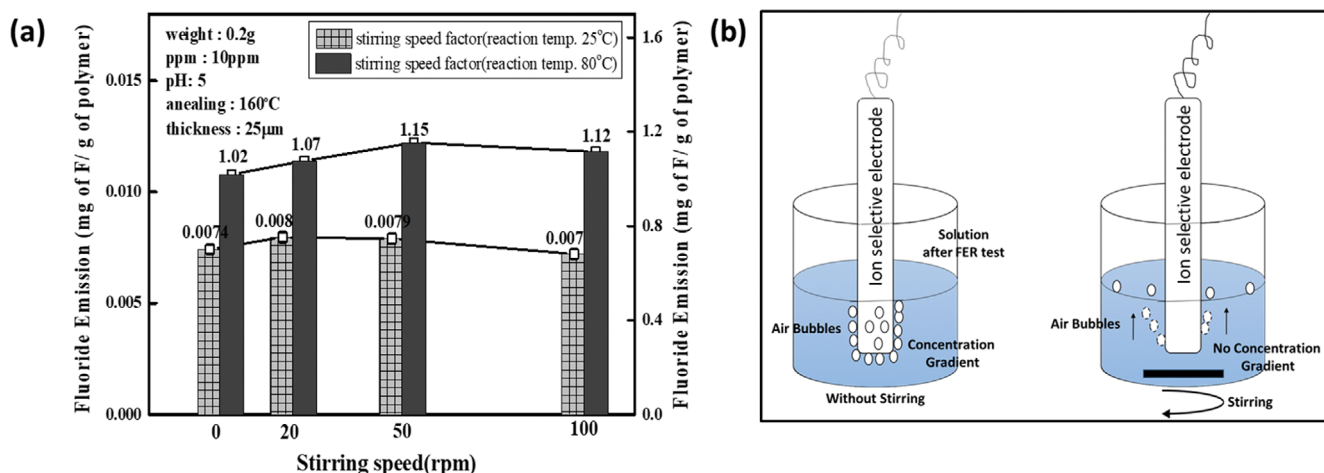 (a)
weight : 0.2g
ppm : 10ppm
pH: 5
anealing : 160°C
thickness : 25μm
stirring speed factor(reaction temp. 25°C)
stirring speed factor(reaction temp. 80°C)
Fluoride Emission (mg of F/ g of polymer)
0.015
0.010
0.005
0.000
1.02
1.07
1.15
1.12
0.0074
0.008
0.0079
0.007
1.6
1.2
0.8
0.4
0.0
Fluoride Emission (mg of F/ g of polymer)
0
20
50
100
Stirring speed(rpm)
(b)
Ion selective electrode
Solution
after FER test
Air Bubbles
Concentration
Gradient
Without Stirring
Ion selective electrode
Air Bubbles
No Concentration
Gradient
Stirring